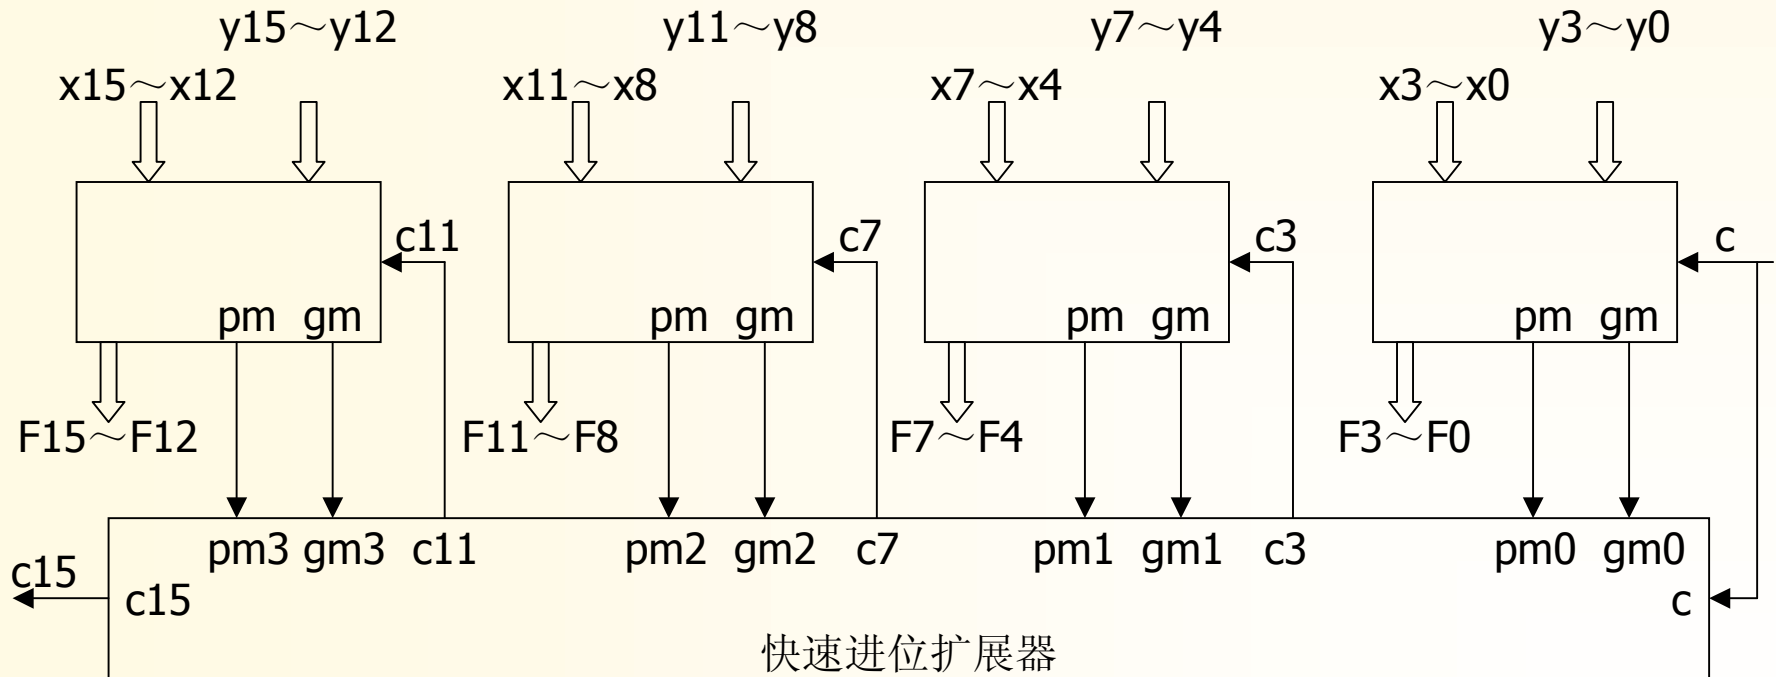 y15～y12 y11～y8 y7～y4 y3～y0
x15～x12 x11～x8 x7～x4 x3～x0
c11 c7 c3 c
pm gm pm gm pm gm pm gm
F15～F12 F11～F8 F7～F4 F3～F0
pm3 gm3 c11 pm2 gm2 c7 pm1 gm1 c3 pm0 gm0
c15
c15 c
快速进位扩展器